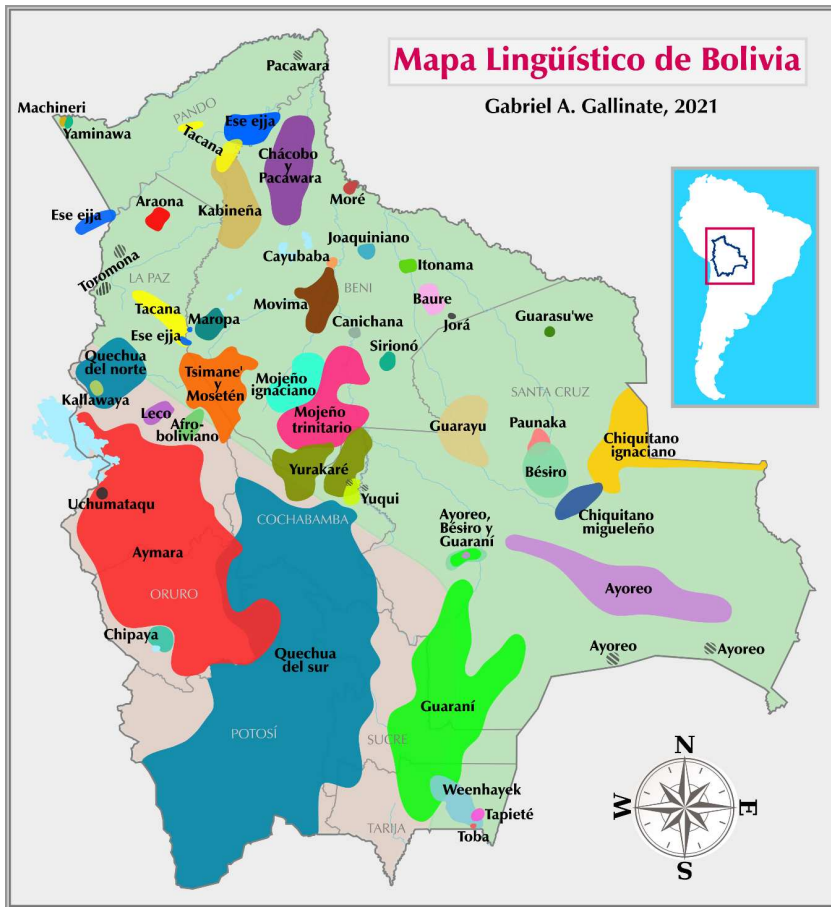 Mapa Lingüístico de Bolivia
Gabriel A. Gallinate, 2021
Pacawara
Machineri
Yaminawa
PANDO
Tacana
Ese ejja
Chácobo
y
Pacawara
Moré
Ese ejja
Araona
Kabineña
Toromona
LA PAZ
Cayubaba
Joaquiniano
Itonama
BENI
Movima
Baure
Jorá
Guarasu'we
Tacana
Ese ejja
Maropa
Canichana
Sirionó
Quechua
del norte
Kallawaya
Tsimane'
y
Mosetén
Mojeño
ignaciano
Mojeño
trinitario
SANTA CRUZ
Leco
Afro-
boliviano
Guarayu
Paunaka
Bésiro
Chiquitano
ignaciano
Yurakaré
Yuqui
Chiquitano
migueleño
Uchumataqu
COCHABAMBA
Ayoreo,
Bésiro y
Guaraní
Aymara
ORURO
Ayoreo
Chipaya
Quechua
del sur
Ayoreo
Ayoreo
Guaraní
POTOSÍ
SUCRE
Weenhayek
Tapieté
Toba
TARIJA
N
W
E
S